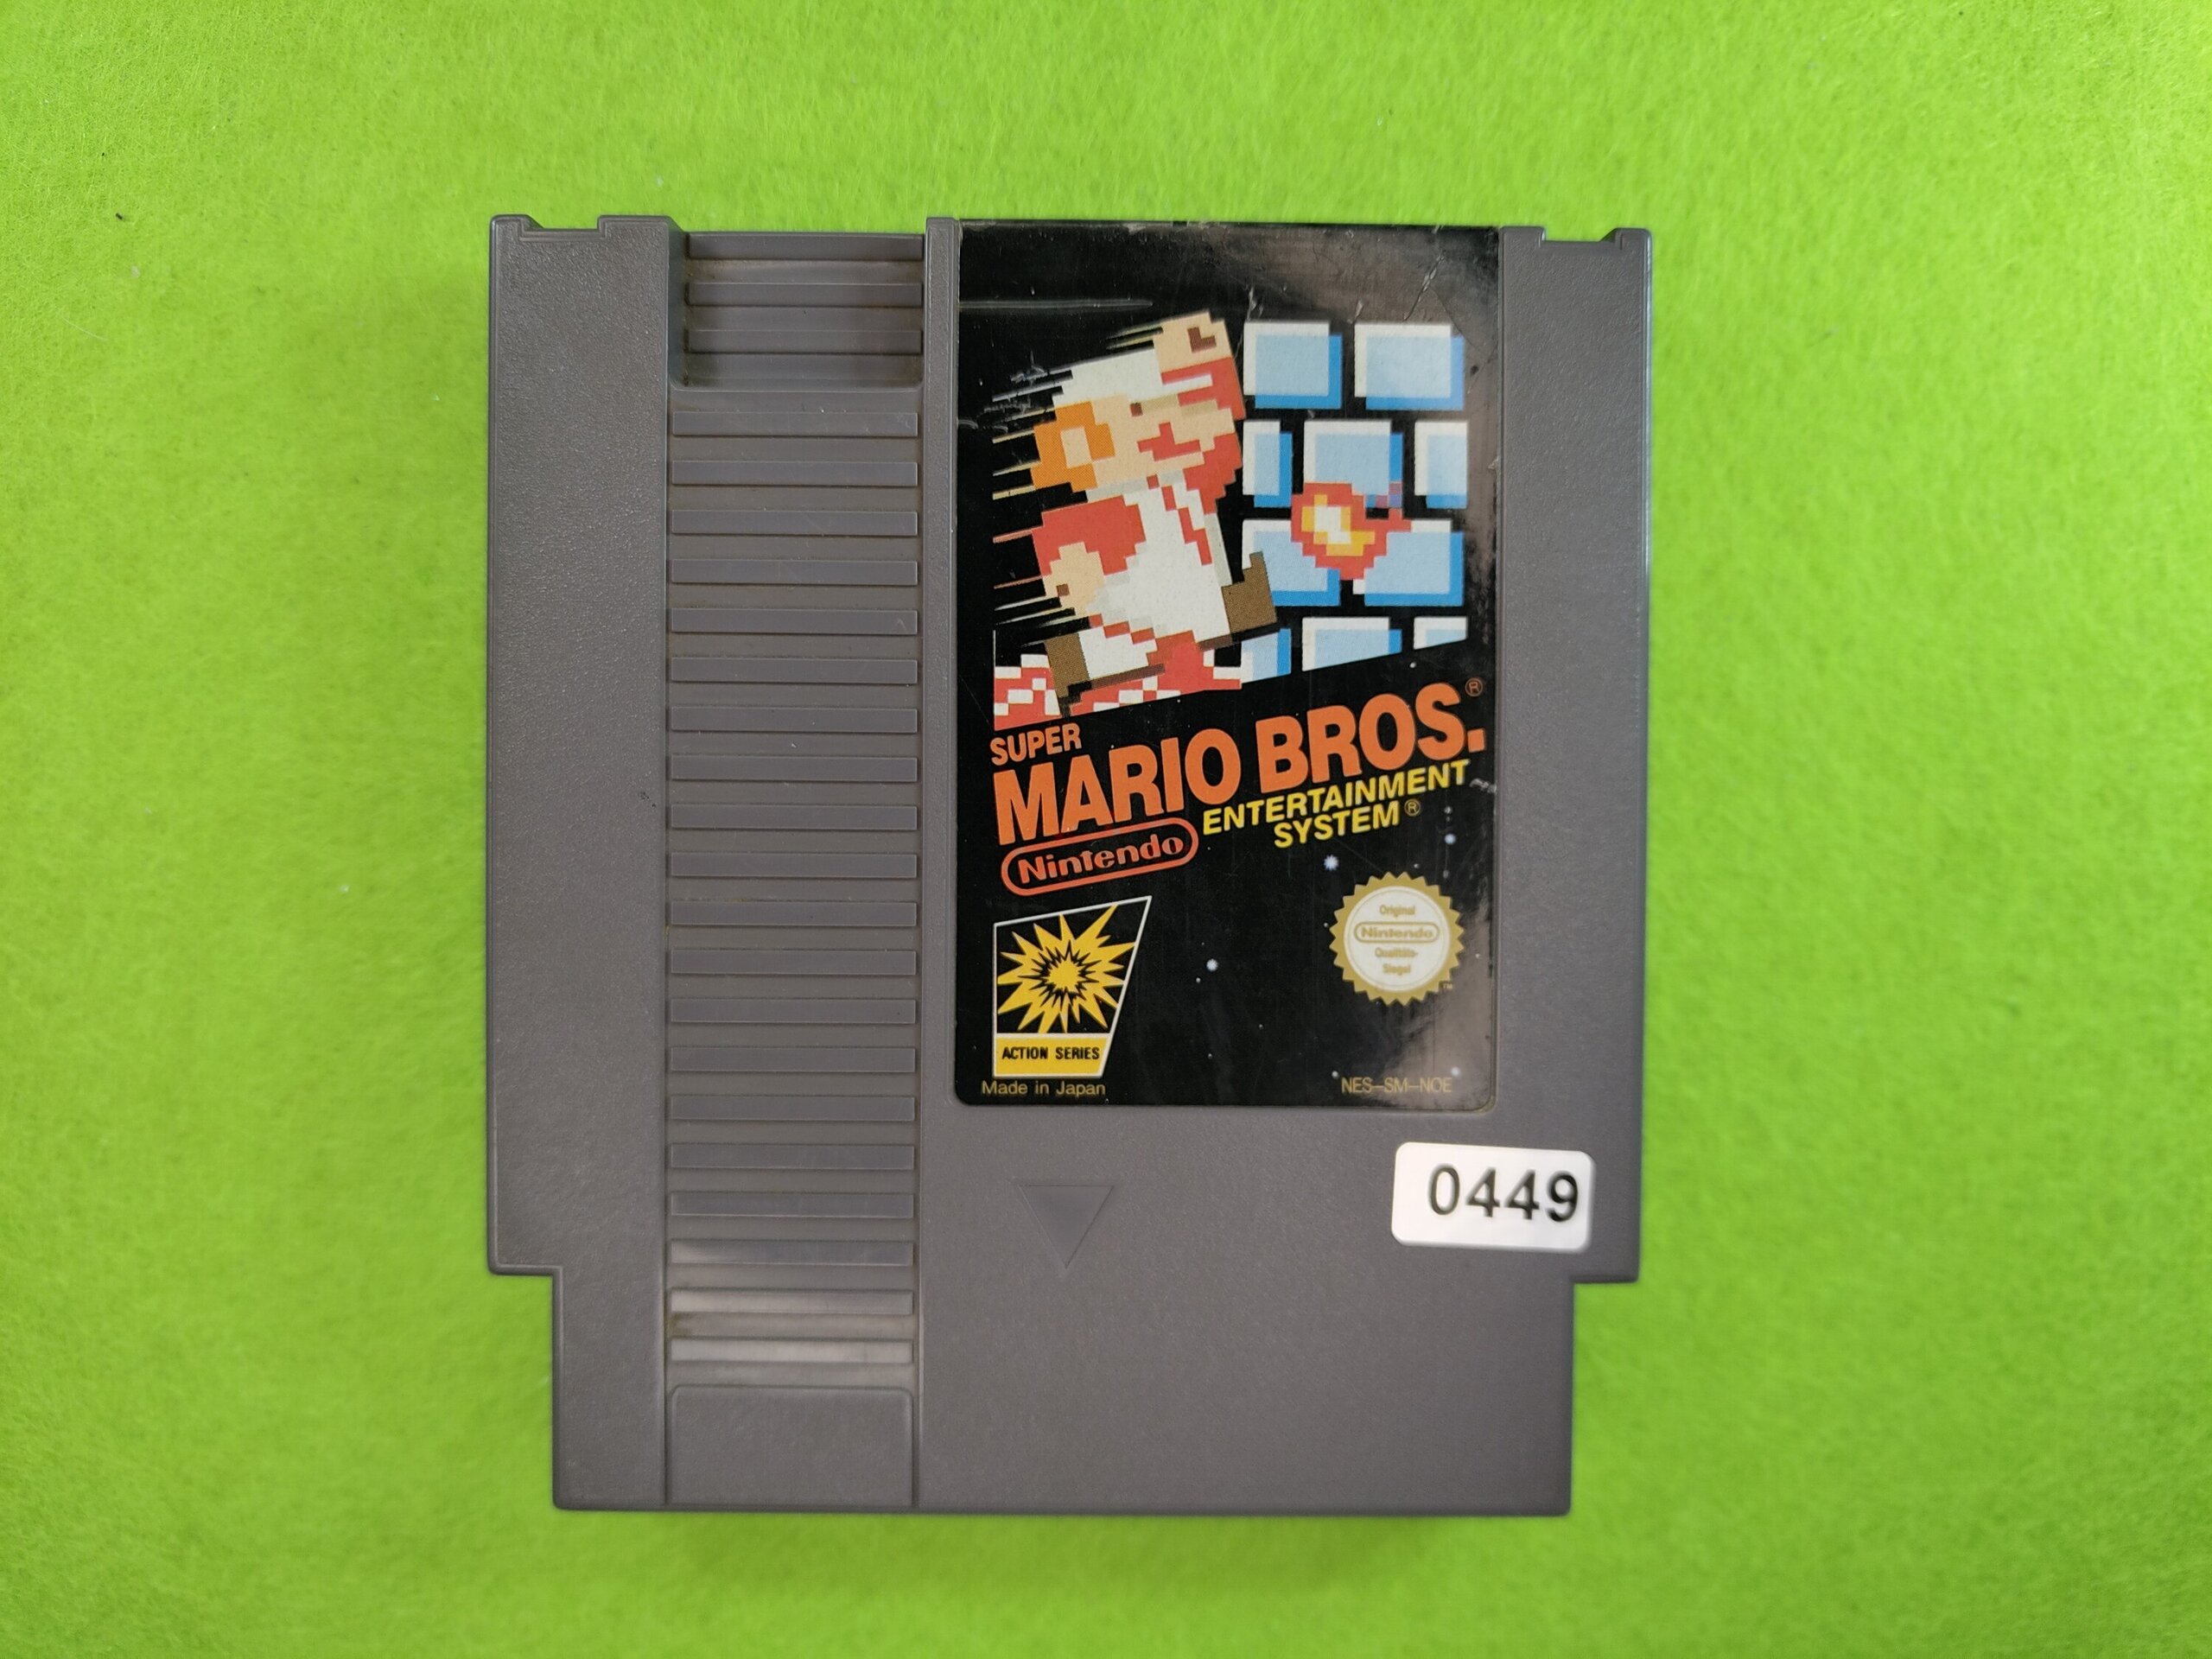 SUPER
MARIO BROS.®
ENTERTAINMENT
SYSTEM®
Nintendo
Original
Nintendo
Qualitäts-
Siegel
TM
ACTION SERIES
Made in Japan
NES-SM-NOE
0449